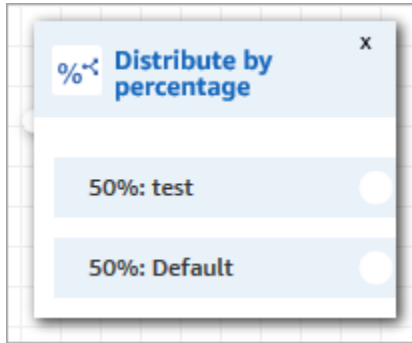 x
%
Distribute by
percentage
50%: test
50%: Default